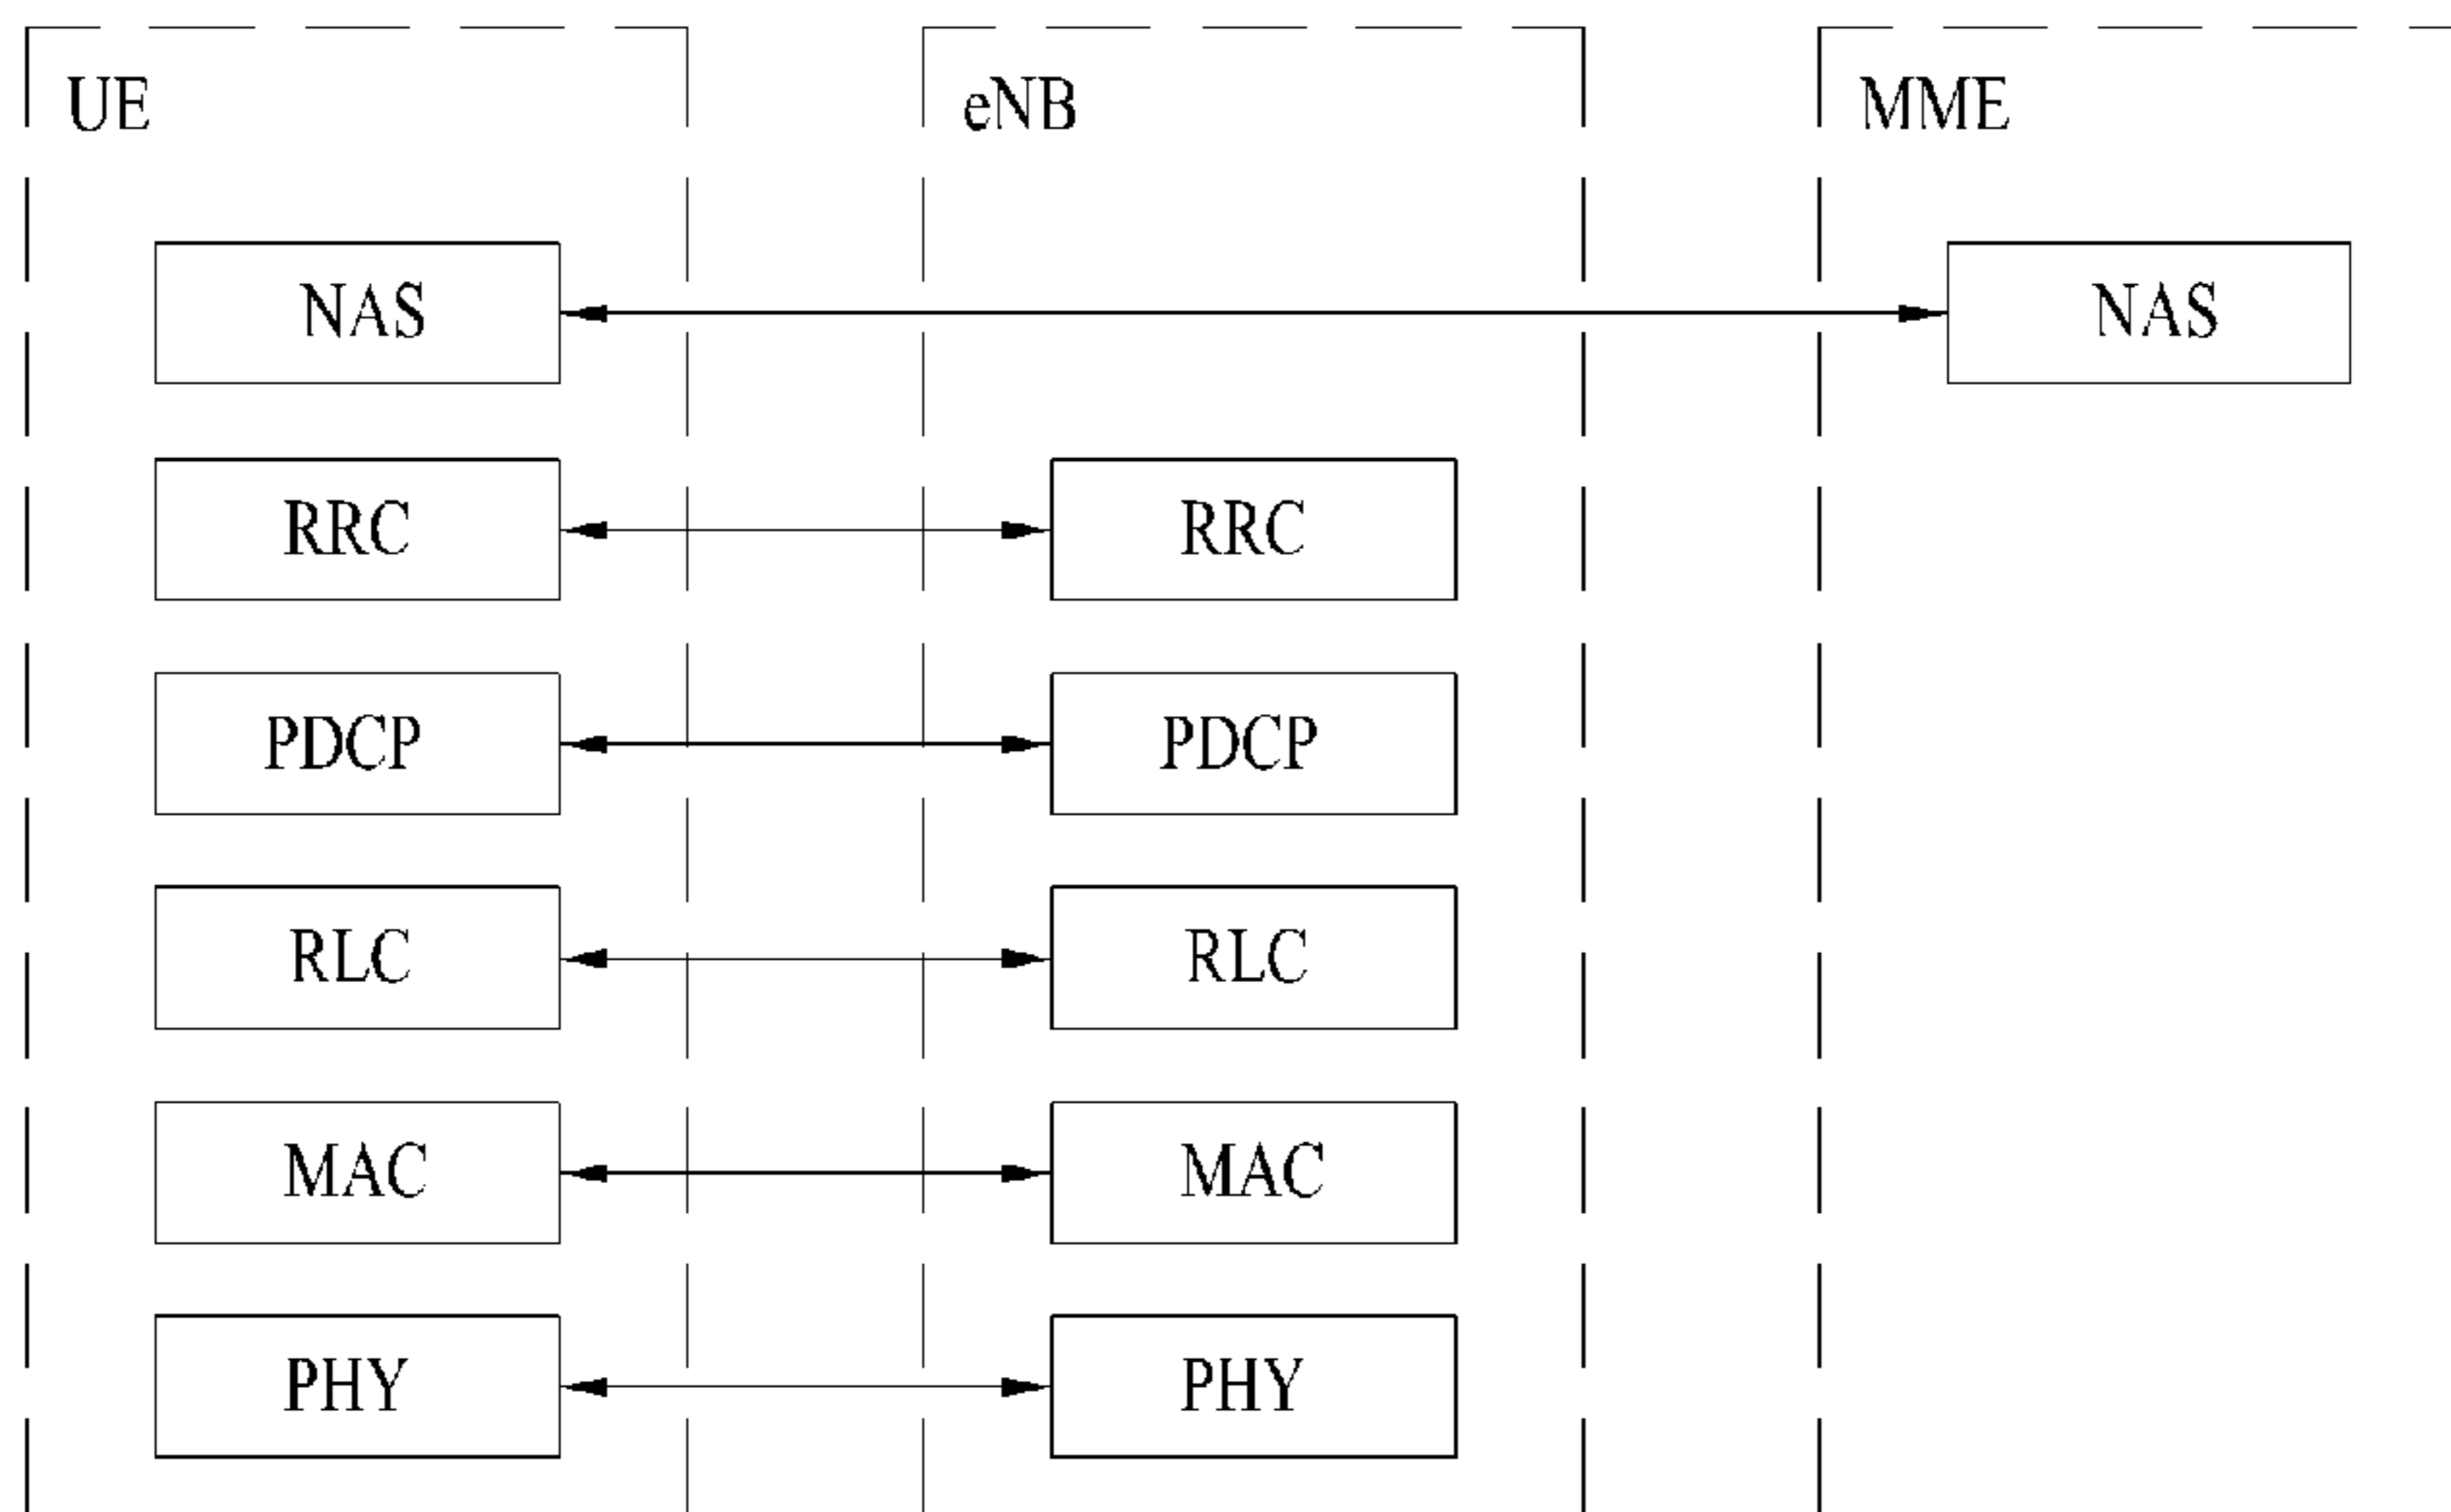 UE eNB MME
NAS NAS
RRC RRC
PDCP PDCP
RLC RLC
MAC MAC
PHY PHY